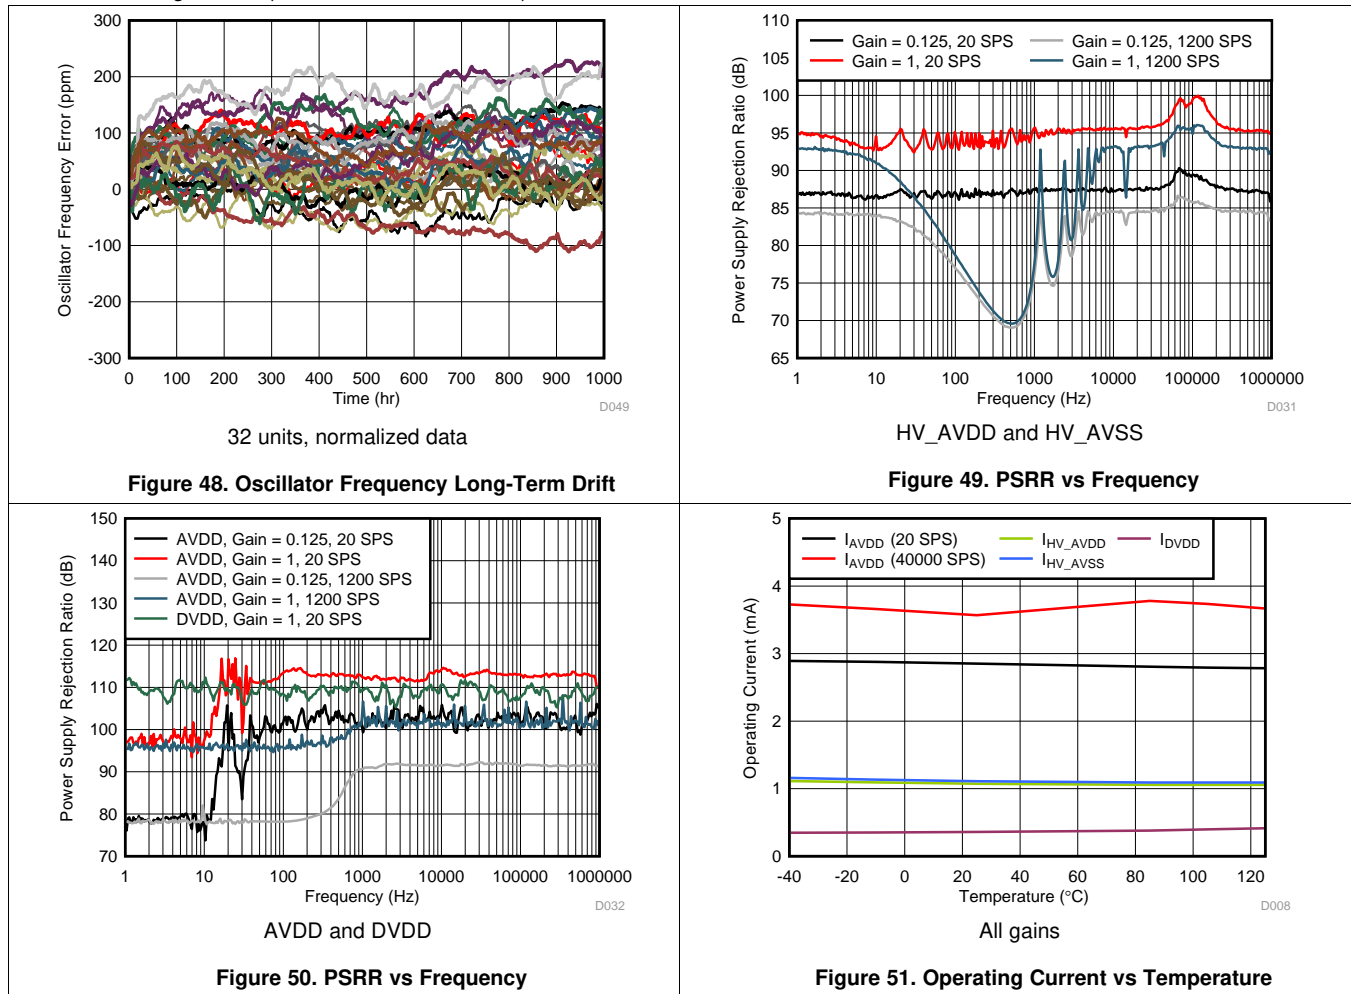 300
200
100
0
-100
-200
-300
Oscillator Frequency Error (ppm)
0 100 200 300 400 500 600 700 800 900 1000
Time (hr)
D049
32 units, normalized data
Figure 48. Oscillator Frequency Long-Term Drift
110
105
100
95
90
85
80
75
70
65
Power Supply Rejection Ratio (dB)
Gain = 0.125, 20 SPS
Gain = 1, 20 SPS
Gain = 0.125, 1200 SPS
Gain = 1, 1200 SPS
1 10 100 1000 10000 100000 1000000
Frequency (Hz)
D031
HV_AVDD and HV_AVSS
Figure 49. PSRR vs Frequency
150
140
130
120
110
100
90
80
70
Power Supply Rejection Ratio (dB)
AVDD, Gain = 0.125, 20 SPS
AVDD, Gain = 1, 20 SPS
AVDD, Gain = 0.125, 1200 SPS
AVDD, Gain = 1, 1200 SPS
DVDD, Gain = 1, 20 SPS
1 10 100 1000 10000 100000 1000000
Frequency (Hz)
D032
AVDD and DVDD
Figure 50. PSRR vs Frequency
5
4
3
2
1
0
Operating Current (mA)
IAVDD (20 SPS)
IAVDD (40000 SPS)
IHV_AVDD
IHV_AVSS
IDVDD
-40 -20 0 20 40 60 80 100 120
Temperature (°C)
D008
All gains
Figure 51. Operating Current vs Temperature